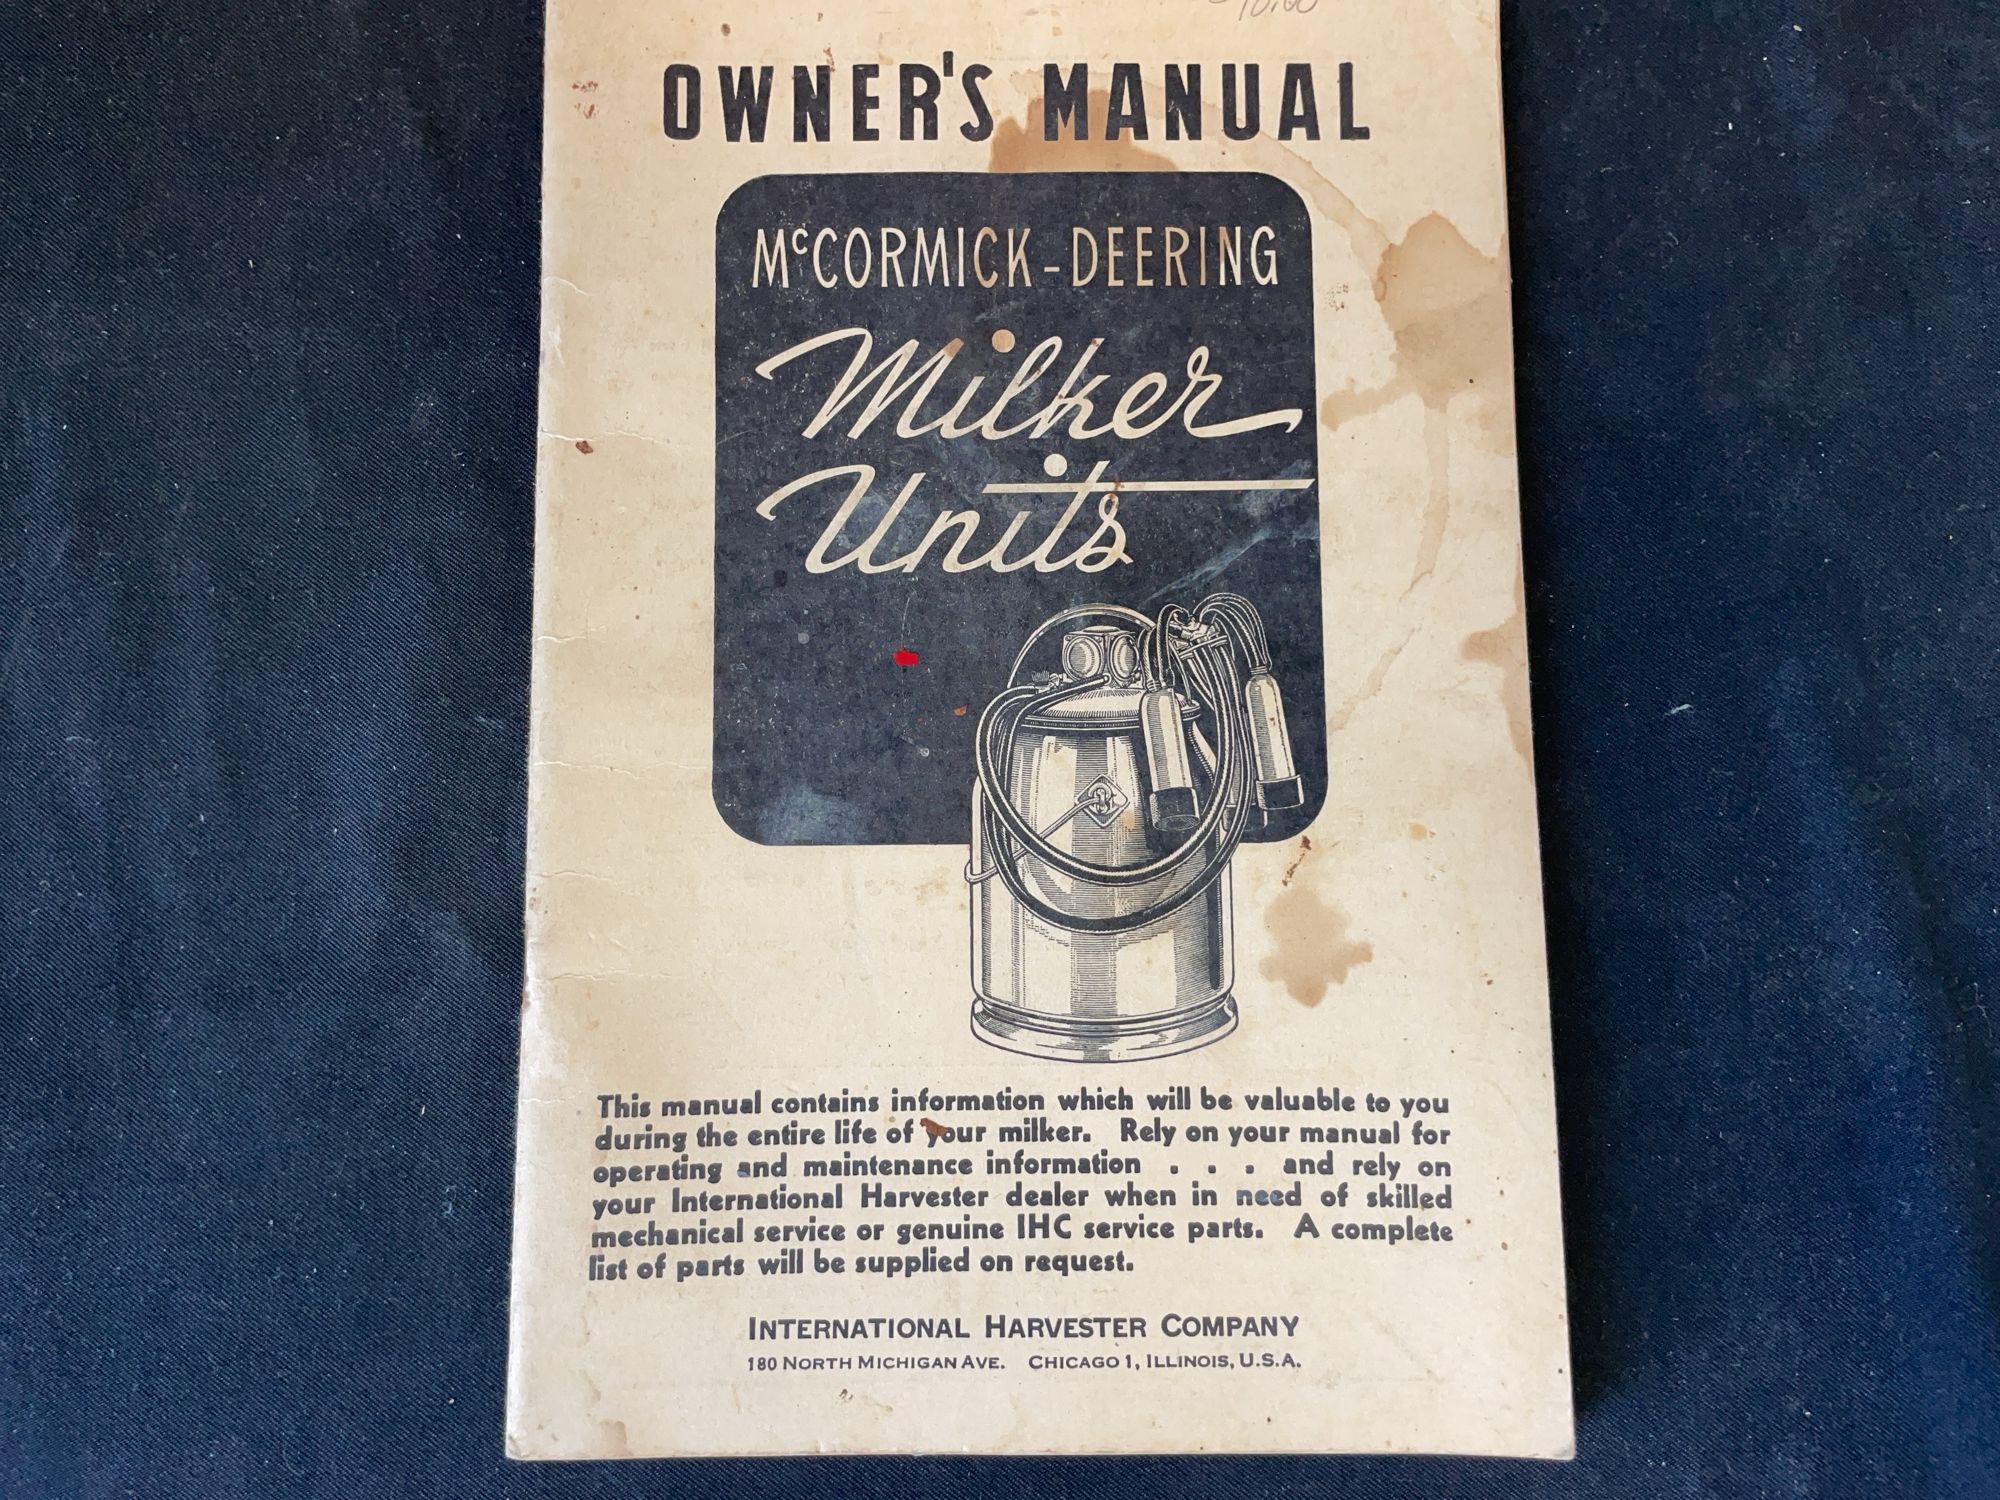 10.00
OWNER'S MANUAL
McCORMICK-DEERING
Milker
Units
This manual contains information which will be valuable to you
during the entire life of your milker. Rely on your manual for
operating and maintenance information . . . and rely on
your International Harvester dealer when in need of skilled
mechanical service or genuine IHC service parts. A complete
list of parts will be supplied on request.
INTERNATIONAL HARVESTER COMPANY
180 NORTH MICHIGAN AVE. CHICAGO 1, ILLINOIS, U.S.A.